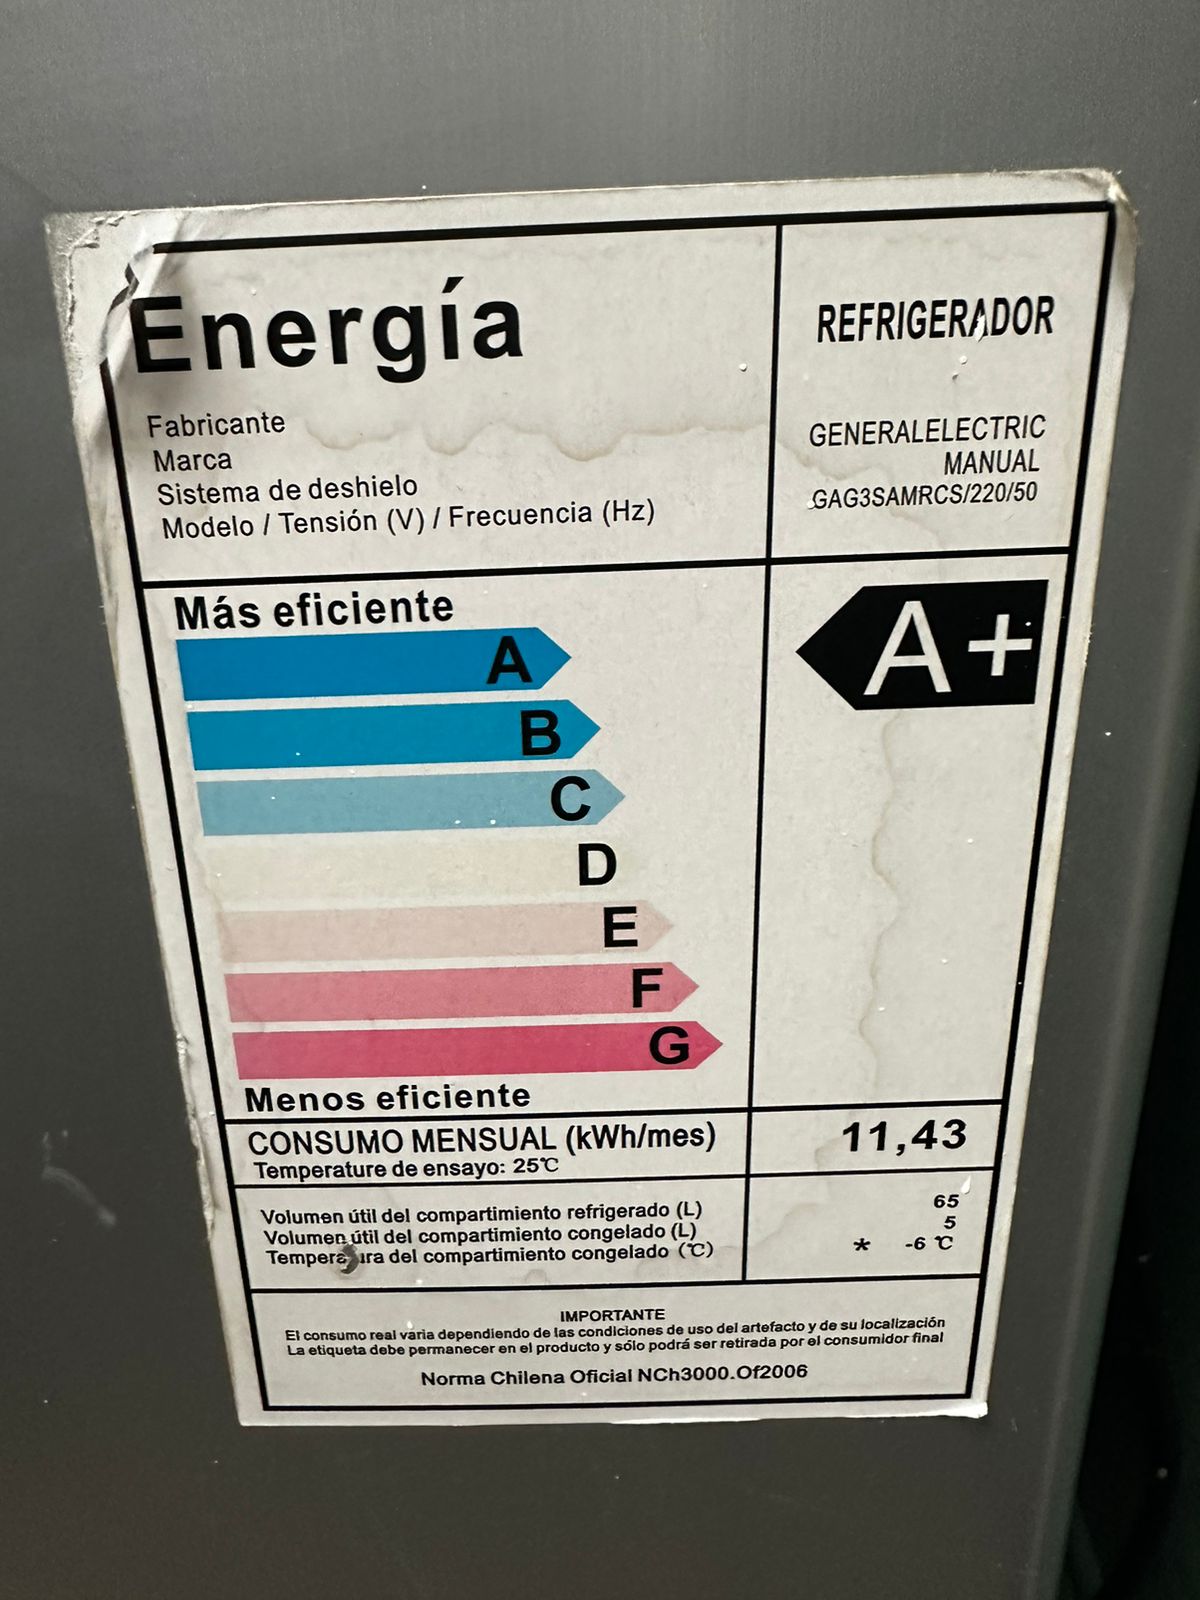 Energía
REFRIGERADOR
Fabricante
Marca
Sistema de deshielo
Modelo / Tensión (V) / Frecuencia (Hz)
GENERALELECTRIC
MANUAL
GAG3SAMRCS/220/50
Más eficiente
A
B
C
D
E
F
G
Menos eficiente
A+
CONSUMO MENSUAL (kWh/mes)
Temperature de ensayo: 25℃
11,43
Volumen útil del compartimiento refrigerado (L)
Volumen útil del compartimiento congelado (L)
Temperatura del compartimiento congelado (℃)
65
5
* -6 ℃
IMPORTANTE
El consumo real varia dependiendo de las condiciones de uso del artefacto y de su localización
La etiqueta debe permanecer en el producto y sólo podrá ser retirada por el consumidor final
Norma Chilena Oficial NCh3000.Of2006